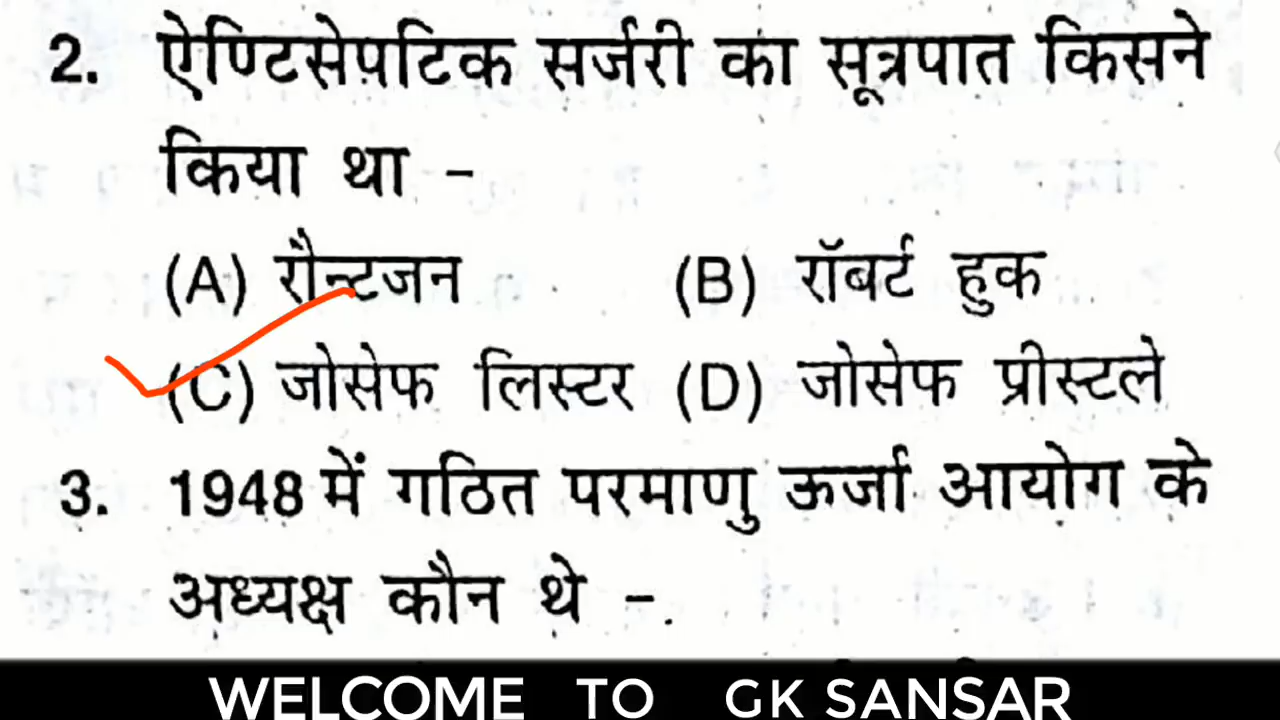 2. ऐण्टिसेपटिक सर्जरी का सूत्रपात किसने
किया था -
(A) रौन्टजन (B) रॉबर्ट हुक
(C) जोसेफ लिस्टर (D) जोसेफ प्रीस्टले
3. 1948 में गठित परमाणु ऊर्जा आयोग के
अध्यक्ष कौन थे -
WELCOME TO GK SANSAR